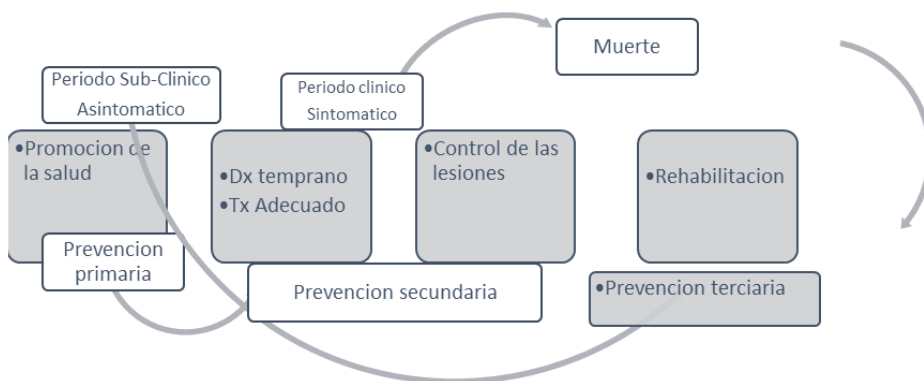 Muerte
Periodo Sub-Clinico
Asintomatico
Periodo clinico
Sintomatico
•Promocion de
la salud
•Dx temprano
•Tx Adecuado
•Control de las
lesiones
•Rehabilitacion
Prevencion
primaria
Prevencion secundaria
•Prevencion terciaria